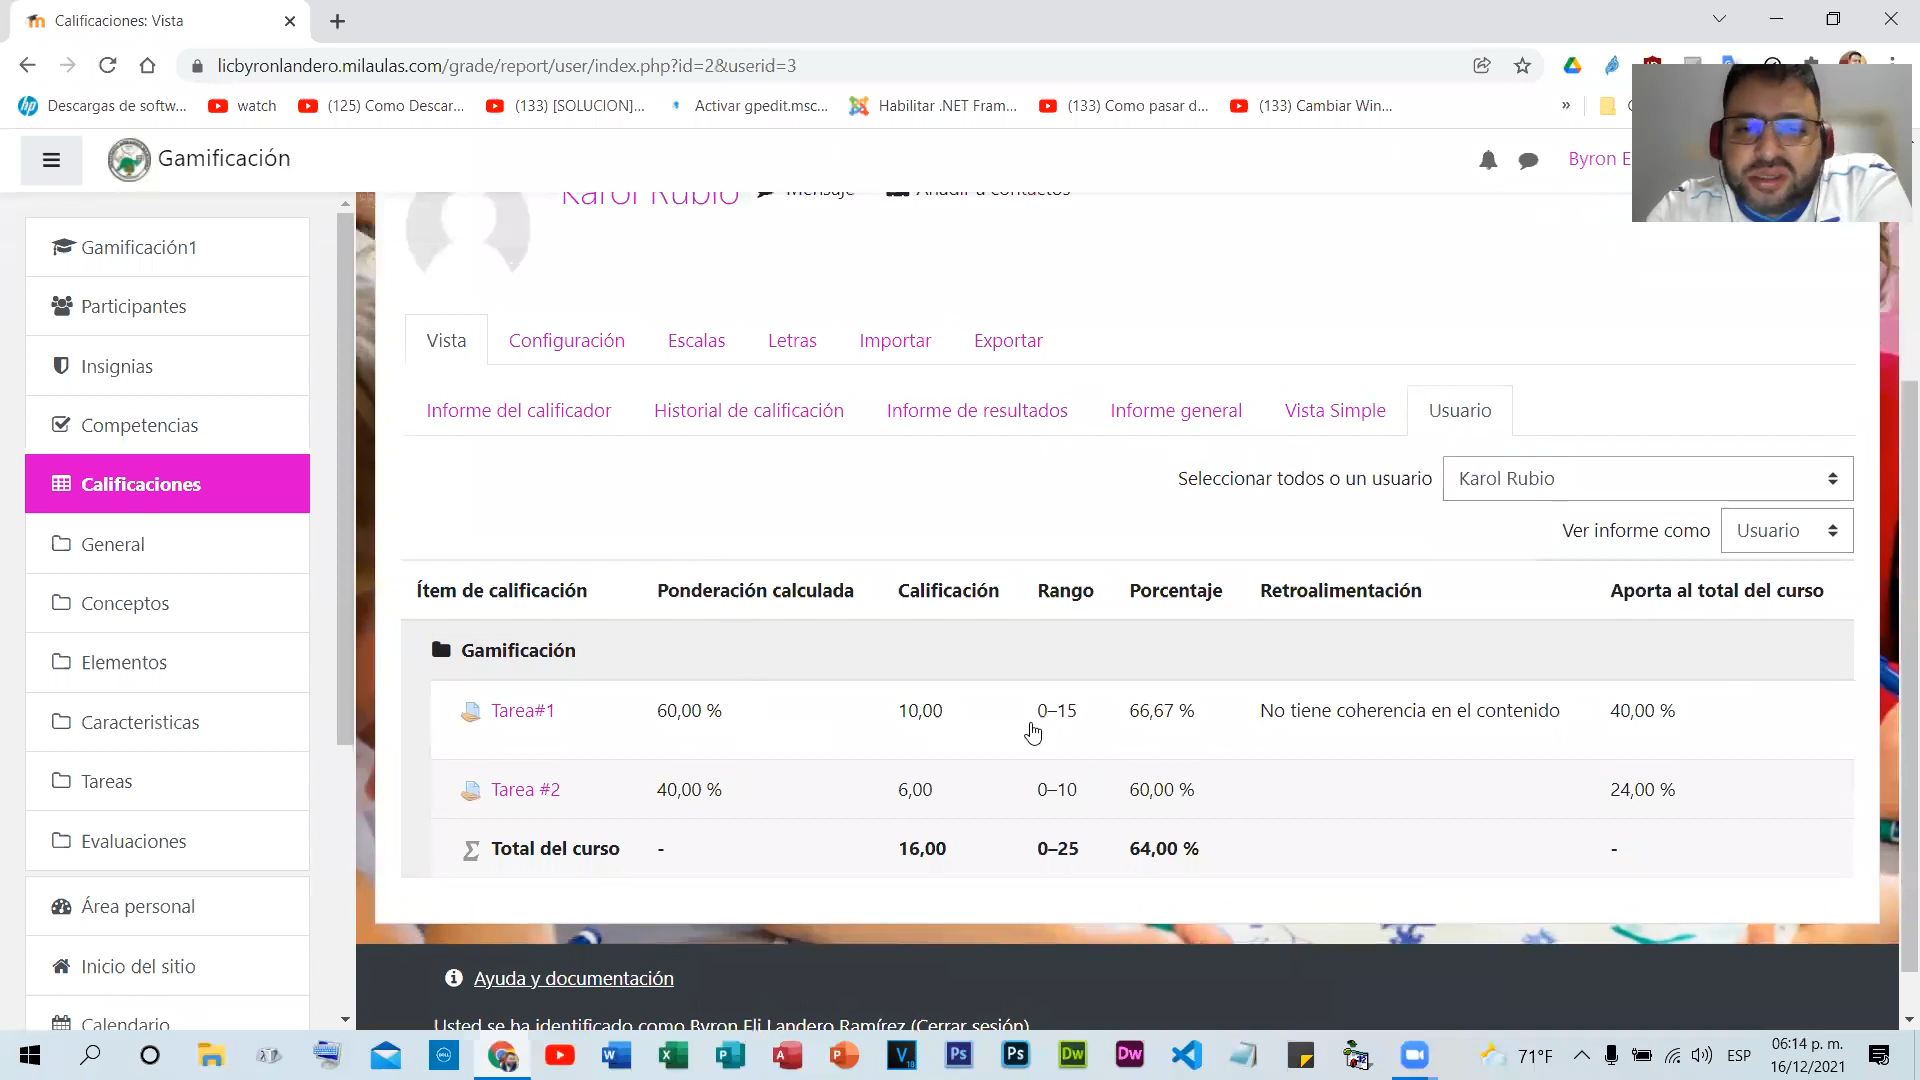 Calificaciones: Vista
licbyronlandero.milaulas.com/grade/report/user/index.php?id=2&userid=3
Descargas de softw... watch (125) Como Descar... (133) [SOLUCION]... Activar gpedit.msc... Habilitar .NET Fram... (133) Como pasar d... (133) Cambiar Win... »
Gamificación
Byron E
Karol Rubio Mensaje Añadir a contactos
Gamificación1
Participantes
Insignias
Competencias
Calificaciones
General
Conceptos
Elementos
Caracteristicas
Tareas
Evaluaciones
Área personal
Inicio del sitio
Calendario
Vista Configuración Escalas Letras Importar Exportar
Informe del calificador Historial de calificación Informe de resultados Informe general Vista Simple Usuario
Seleccionar todos o un usuario Karol Rubio
Ver informe como Usuario
Ítem de calificación Ponderación calculada Calificación Rango Porcentaje Retroalimentación Aporta al total del curso
Gamificación
Tarea#1 60,00 % 10,00 0–15 66,67 % No tiene coherencia en el contenido 40,00 %
Tarea #2 40,00 % 6,00 0–10 60,00 % 24,00 %
Total del curso - 16,00 0–25 64,00 % -
Ayuda y documentación
Usted se ha identificado como Byron Eli Landero Ramírez (Cerrar sesión)
71°F ESP 06:14 p. m.
16/12/2021